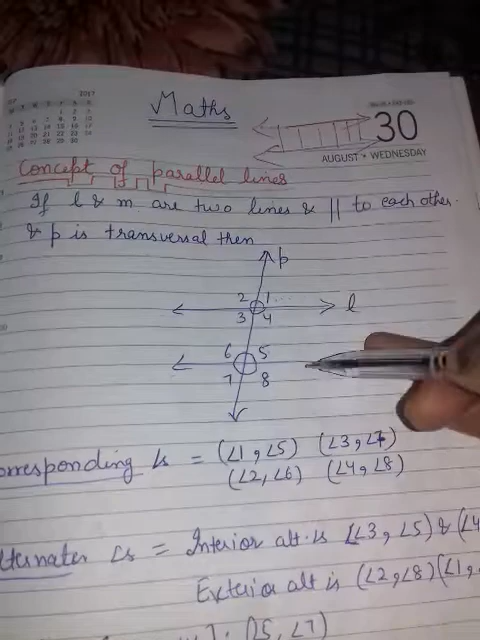 2017
Maths
30
AUGUST • WEDNESDAY
Concept of parallel lines
If l & m are two lines & || to each other.
& p is transversal then
p
2 1
l
3 4
6 5
7 8
orresponding ∠s = (∠1, ∠5) (∠3, ∠7)
(∠2, ∠6) (∠4, ∠8)
lternater ∠s = Interior alt. ∠s (∠3, ∠5) & (∠4
Exterior alt is (∠2, ∠8) (∠1,
∠5, ∠7)